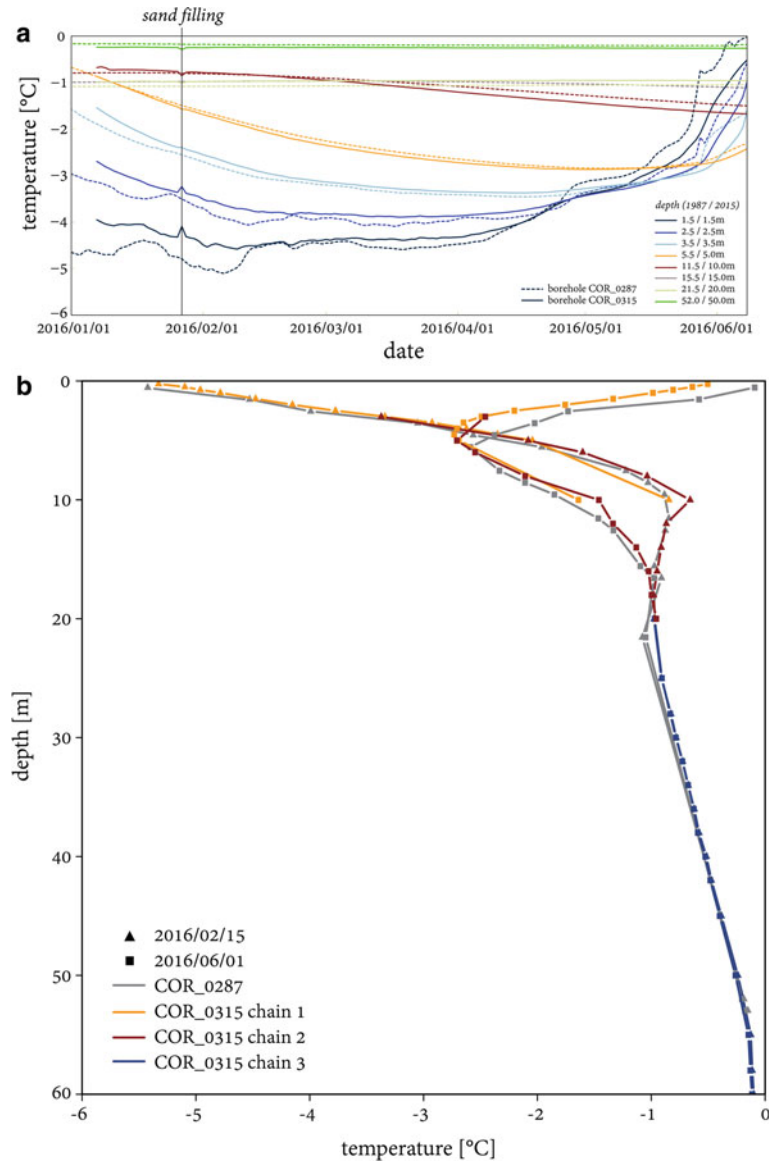 sand filling
a
temperature [°C]
0
−1
−2
−3
−4
−5
−6
depth (1987 / 2015)
1.5 / 1.5m
2.5 / 2.5m
3.5 / 3.5m
5.5 / 5.0m
11.5 / 10.0m
15.5 / 15.0m
21.5 / 20.0m
52.0 / 50.0m
borehole COR_0287
borehole COR_0315
2016/01/01 2016/02/01 2016/03/01 2016/04/01 2016/05/01 2016/06/01
date
b
depth [m]
0
10
20
30
40
50
60
2016/02/15
2016/06/01
COR_0287
COR_0315 chain 1
COR_0315 chain 2
COR_0315 chain 3
-6 -5 -4 -3 -2 -1 0
temperature [°C]